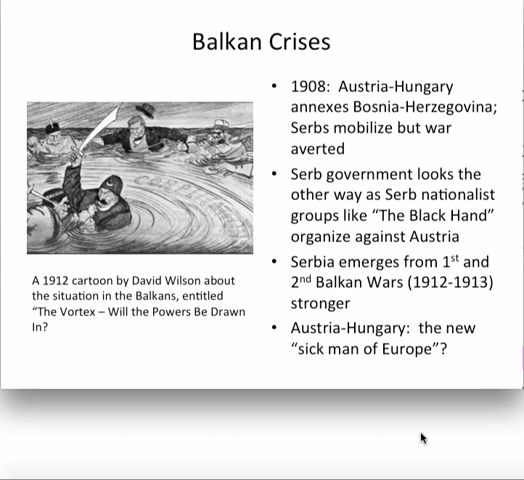 Balkan Crises
• 1908: Austria-Hungary
annexes Bosnia-Herzegovina;
Serbs mobilize but war
averted
• Serb government looks the
other way as Serb nationalist
groups like “The Black Hand”
organize against Austria
• Serbia emerges from 1st and
2nd Balkan Wars (1912-1913)
stronger
• Austria-Hungary: the new
“sick man of Europe”?
A 1912 cartoon by David Wilson about
the situation in the Balkans, entitled
“The Vortex – Will the Powers Be Drawn
In?